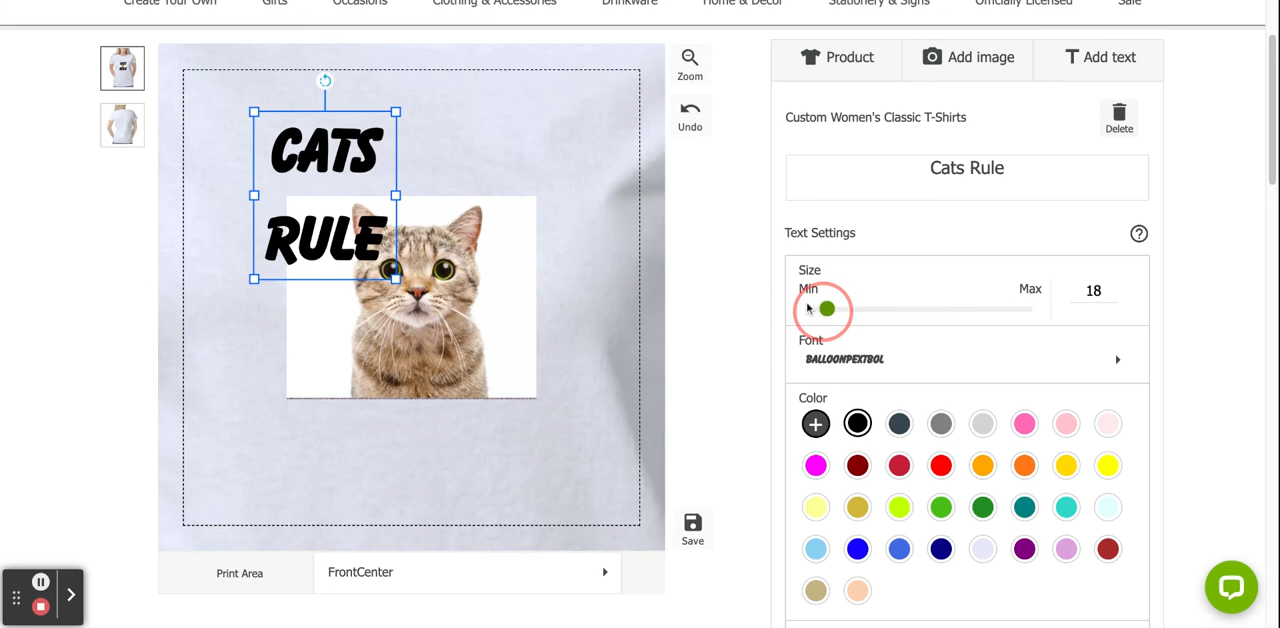 Create Your Own Gifts Occasions Clothing & Accessories Drinkware Home & Decor Stationery & Signs Officially Licensed Sale
Product
Add image
Add text
Zoom
Undo
Custom Women's Classic T-Shirts
Delete
CATS
RULE
Cats Rule
Text Settings
Size
Min
Max
18
Font
BALLOONPEXTBOL
Color
Save
Print Area
FrontCenter